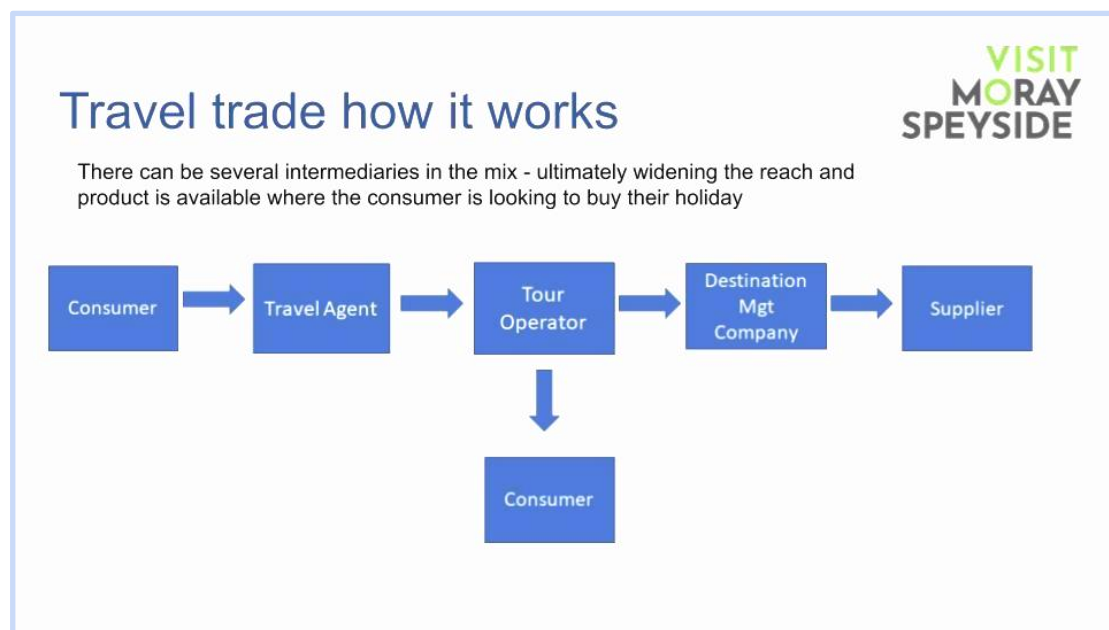 VISIT
MORAY
SPEYSIDE
Travel trade how it works
There can be several intermediaries in the mix - ultimately widening the reach and
product is available where the consumer is looking to buy their holiday
Consumer
Travel Agent
Tour
Operator
Destination
Mgt
Company
Supplier
Consumer